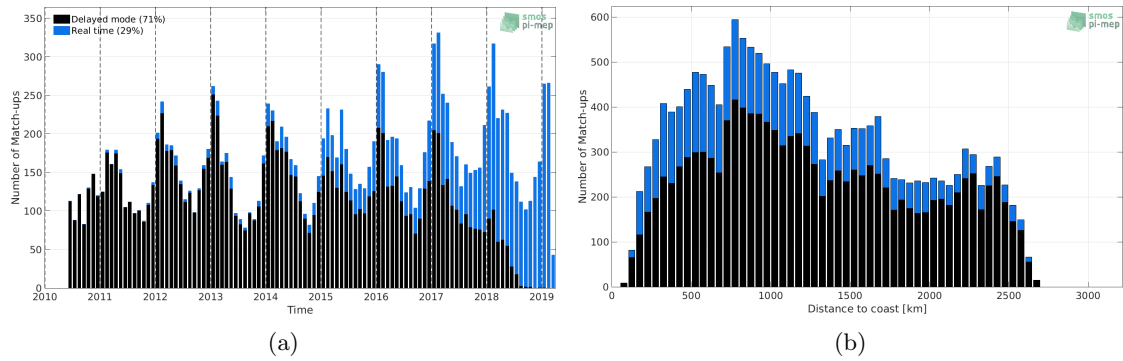 Delayed mode (71%)
Real time (29%)
smos
pi-mep
Number of Match-ups
350
300
250
200
150
100
50
0
2010 2011 2012 2013 2014 2015 2016 2017 2018 2019
Time
(a)
smos
pi-mep
Number of Match-ups
600
500
400
300
200
100
0
0 500 1000 1500 2000 2500 3000
Distance to coast [km]
(b)